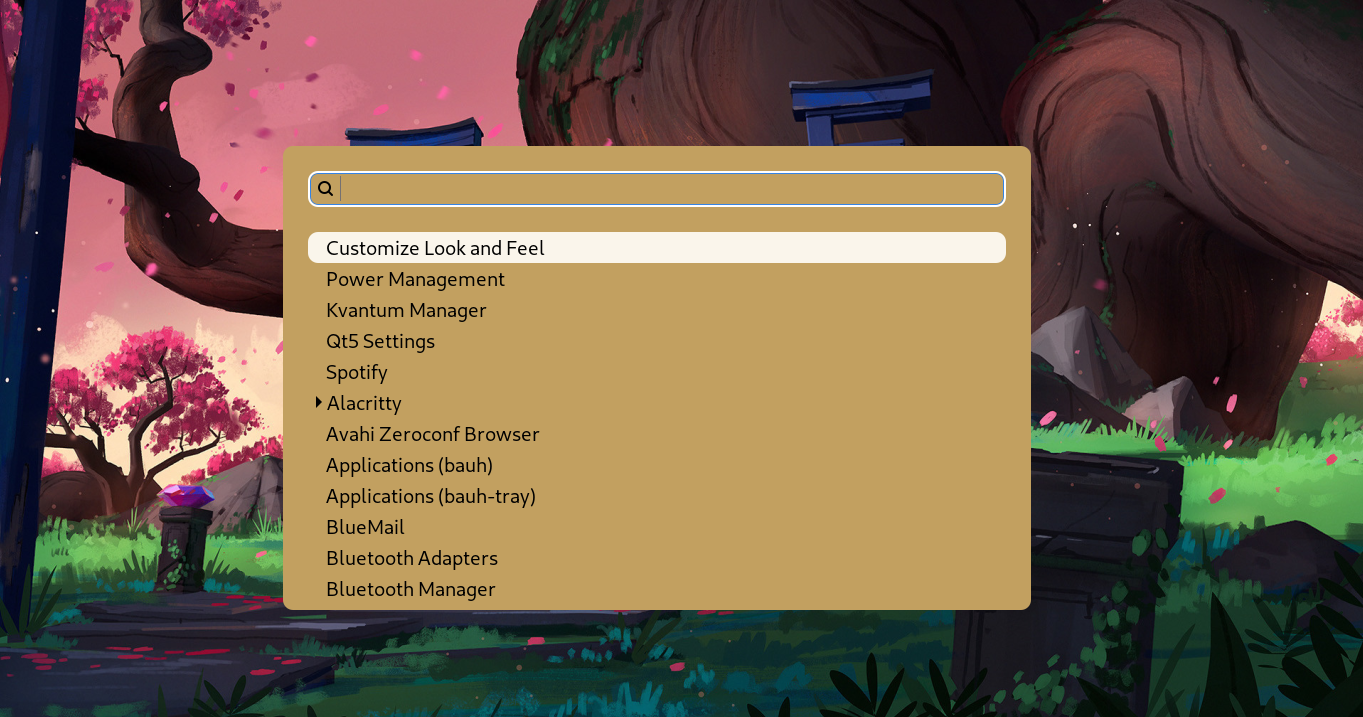 Customize Look and Feel
Power Management
Kvantum Manager
Qt5 Settings
Spotify
Alacritty
Avahi Zeroconf Browser
Applications (bauh)
Applications (bauh-tray)
BlueMail
Bluetooth Adapters
Bluetooth Manager